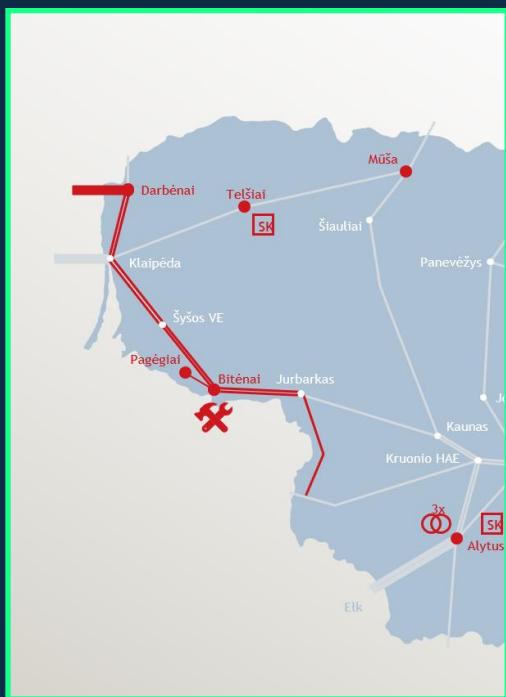 Mūša
Darbėnai
Telšiai
SK
Šiauliai
Klaipėda
Panevėžys
Šyšos VE
Pagėgiai
Bitėnai
Jurbarkas
Kaunas
Kruonio HAE
3x
SK
Alytus
Ełk